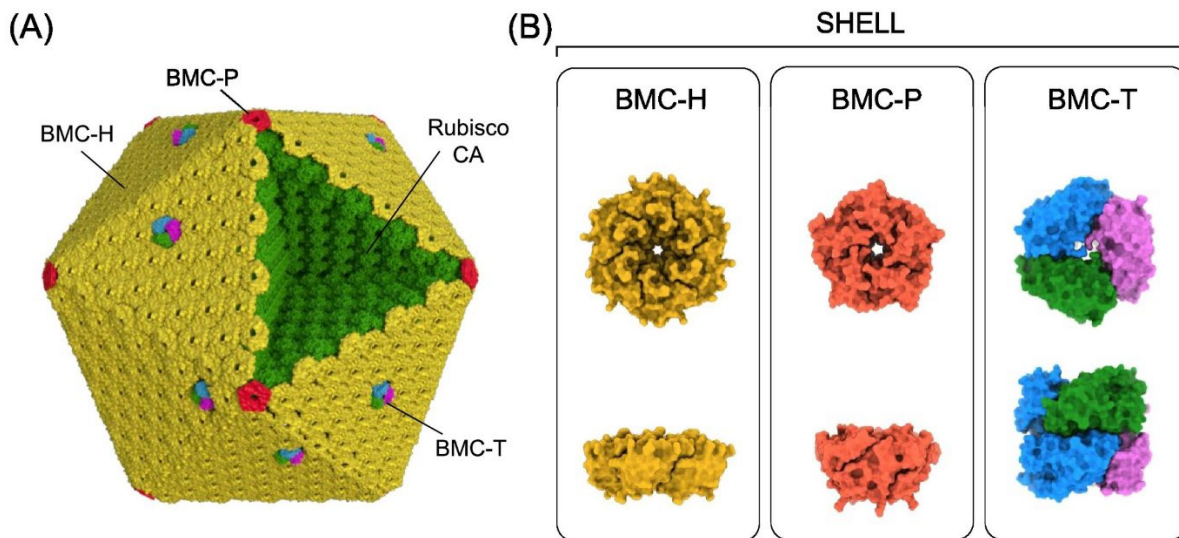 (A)
BMC-P
BMC-H
Rubisco
CA
BMC-T
(B)
SHELL
BMC-H
BMC-P
BMC-T